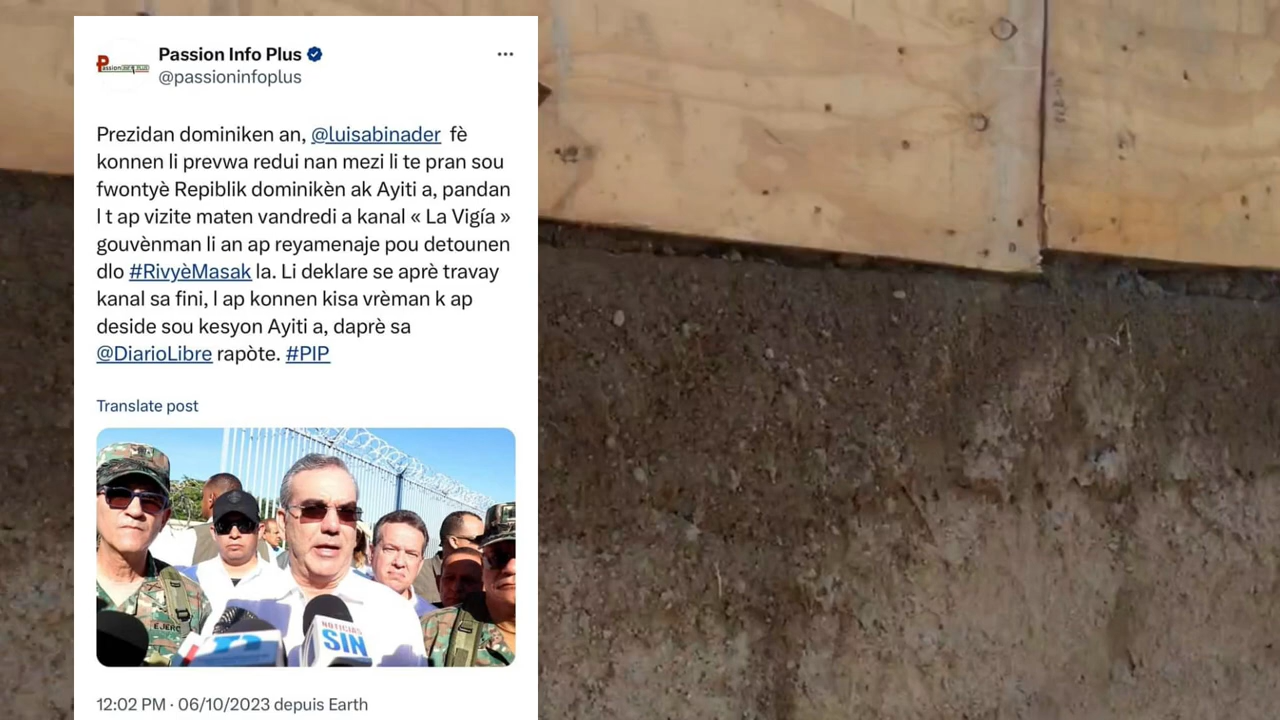 Passion Info Plus
@passioninfoplus
Prezidan dominiken an, @luisabinader fè
konnen li prevwa redui nan mezi li te pran sou
fwontyè Repiblik dominikèn ak Ayiti a, pandan
l t ap vizite maten vandredi a kanal « La Vigía »
gouvènman li an ap reyamenaje pou detounen
dlo #RivyèMasak la. Li deklare se aprè travay
kanal sa fini, l ap konnen kisa vrèman k ap
deside sou kesyon Ayiti a, daprè sa
@DiarioLibre rapòte. #PIP
Translate post
EJERC
NOTICIAS
SIN
12:02 PM · 06/10/2023 depuis Earth